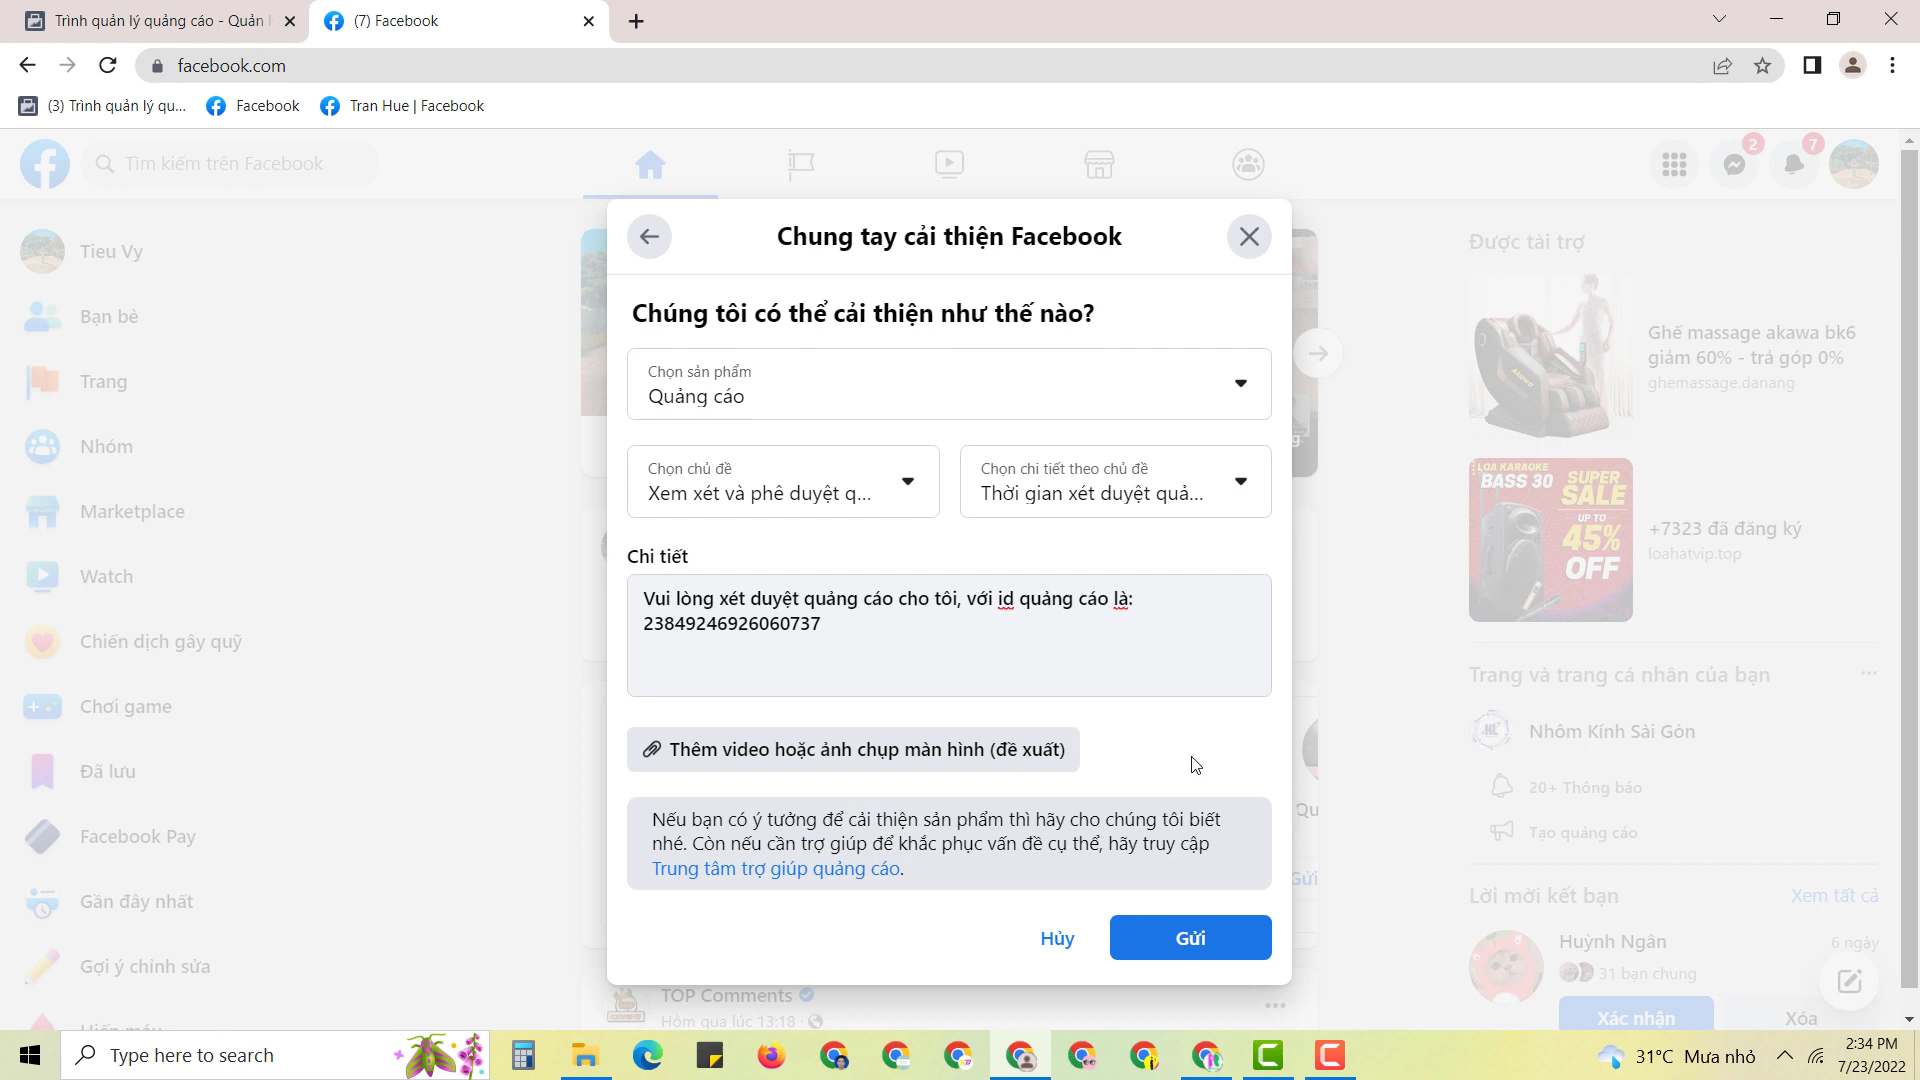 Trình quản lý quảng cáo - Quản l
(7) Facebook
facebook.com
(3) Trình quản lý qu...
Facebook
Tran Hue | Facebook
Tìm kiếm trên Facebook
2
7
Tieu Vy
Bạn bè
Trang
Nhóm
Marketplace
Watch
Chiến dịch gây quỹ
Chơi game
Đã lưu
Facebook Pay
Gần đây nhất
Gợi ý chỉnh sửa
Hiến máu
Chung tay cải thiện Facebook
Chúng tôi có thể cải thiện như thế nào?
Chọn sản phẩm
Quảng cáo
Chọn chủ đề
Xem xét và phê duyệt q...
Chọn chi tiết theo chủ đề
Thời gian xét duyệt quả...
Chi tiết
Vui lòng xét duyệt quảng cáo cho tôi, với id quảng cáo là:
23849246926060737
Thêm video hoặc ảnh chụp màn hình (đề xuất)
Nếu bạn có ý tưởng để cải thiện sản phẩm thì hãy cho chúng tôi biết
nhé. Còn nếu cần trợ giúp để khắc phục vấn đề cụ thể, hãy truy cập
Trung tâm trợ giúp quảng cáo.
Hủy
Gửi
Qu
Gửi
TOP Comments
Hôm qua lúc 13:18
Được tài trợ
Ghế massage akawa bk6
giảm 60% - trả góp 0%
ghemassage.danang
LOA KARAOKE
BASS 30
SUPER
SALE
UP TO
45%
OFF
+7323 đã đăng ký
loahatvip.top
Trang và trang cá nhân của bạn
Nhôm Kính Sài Gòn
20+ Thông báo
Tạo quảng cáo
Lời mời kết bạn
Xem tất cả
Huỳnh Ngân
6 ngày
31 bạn chung
Xác nhận
Xóa
Type here to search
31°C Mưa nhỏ
2:34 PM
7/23/2022